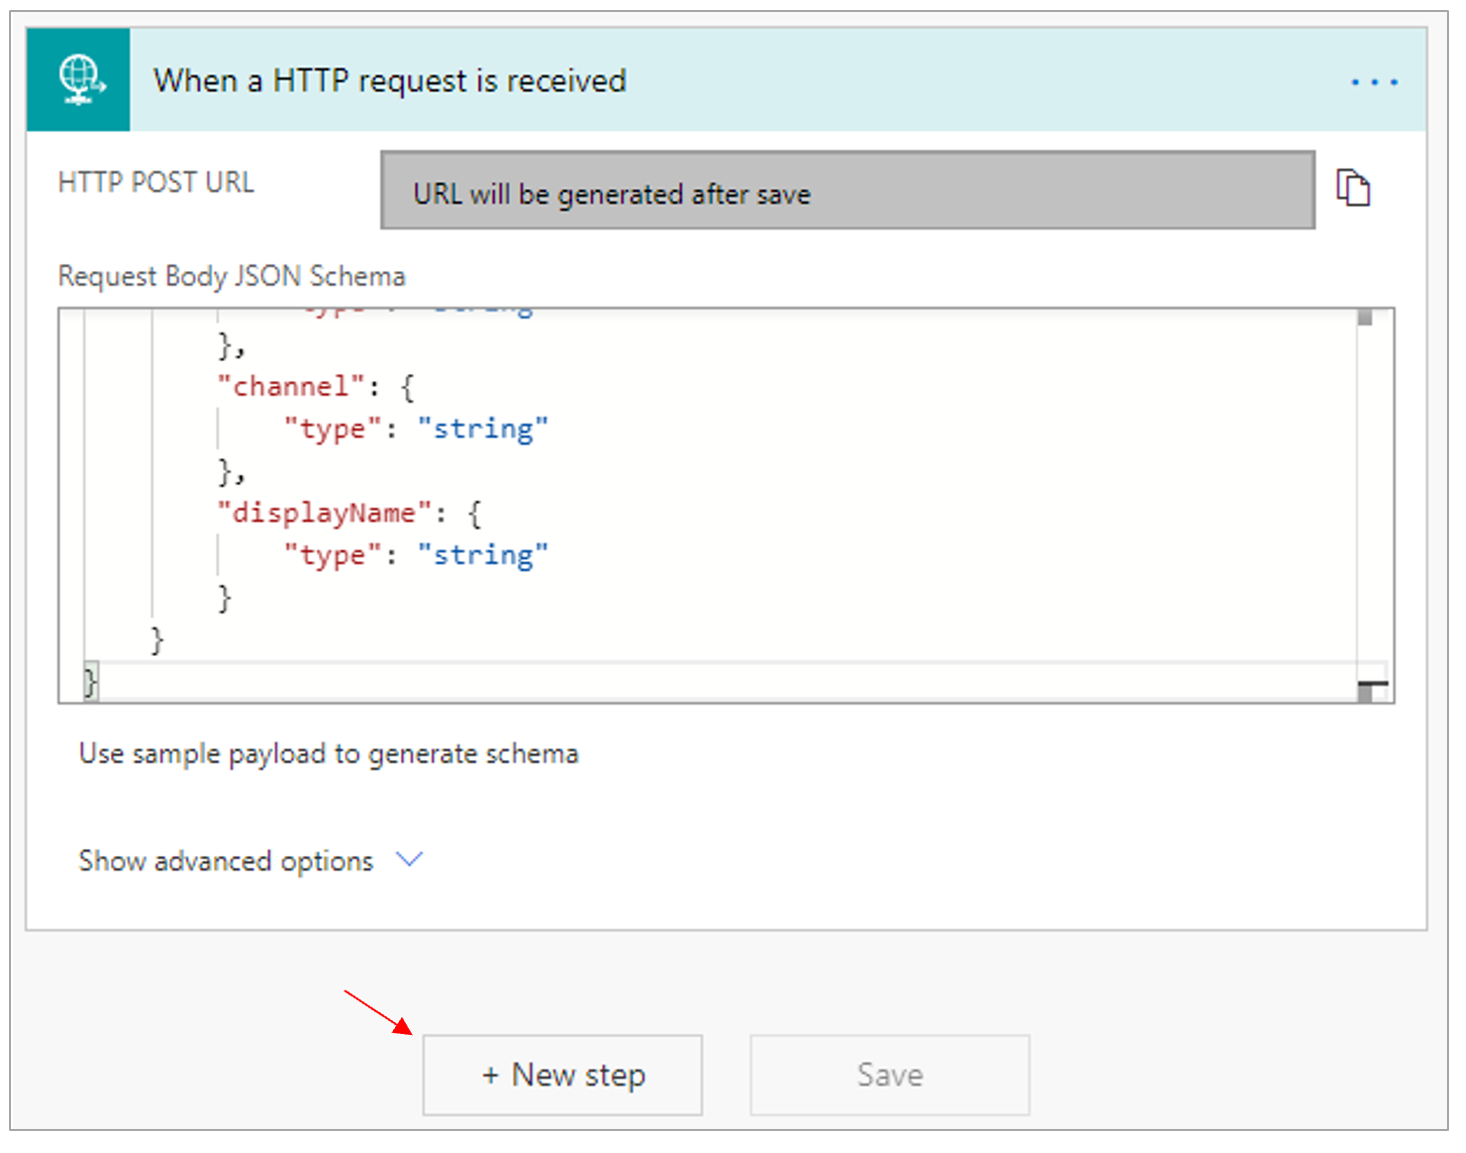 When a HTTP request is received
HTTP POST URL
URL will be generated after save
Request Body JSON Schema
},
"channel": {
"type": "string"
},
"displayName": {
"type": "string"
}
}
}
Use sample payload to generate schema
Show advanced options
+ New step
Save